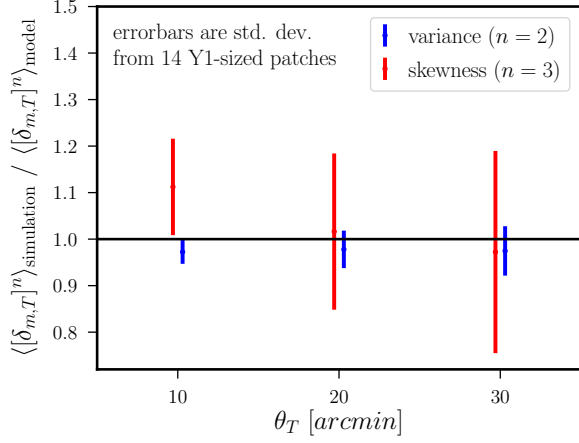 errorbars are std. dev.
from 14 Y1-sized patches
variance (n = 2)
skewness (n = 3)
⟨[δ_{m,T}]^n⟩_simulation / ⟨[δ_{m,T}]^n⟩_model
1.5
1.4
1.3
1.2
1.1
1.0
0.9
0.8
10 20 30
θ_T [arcmin]